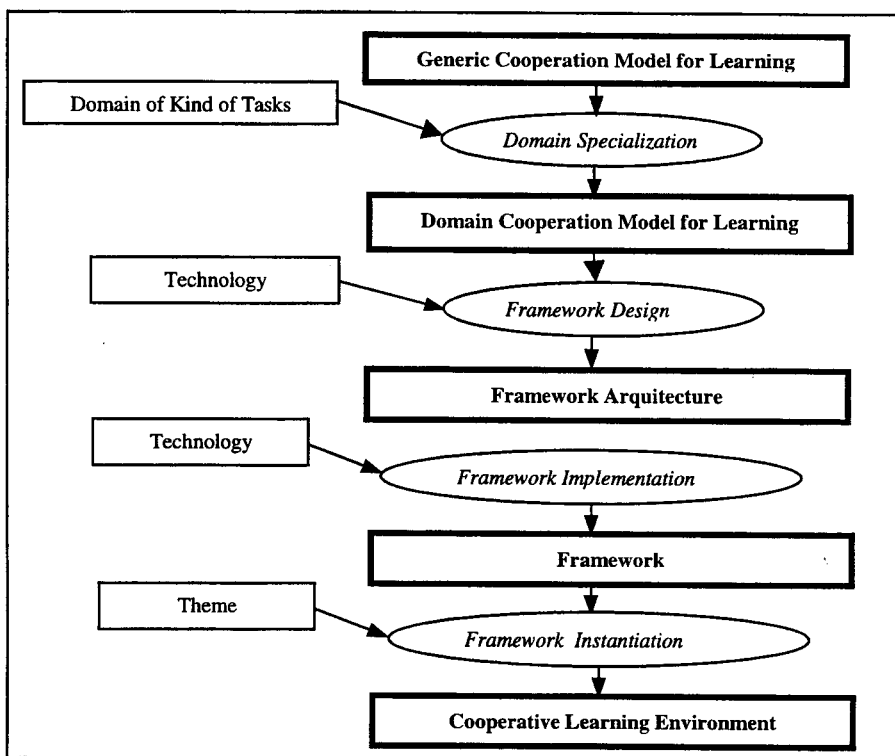 Generic Cooperation Model for Learning
Domain of Kind of Tasks
Domain Specialization
Domain Cooperation Model for Learning
Technology
Framework Design
Framework Arquitecture
Technology
Framework Implementation
Framework
Theme
Framework Instantiation
Cooperative Learning Environment